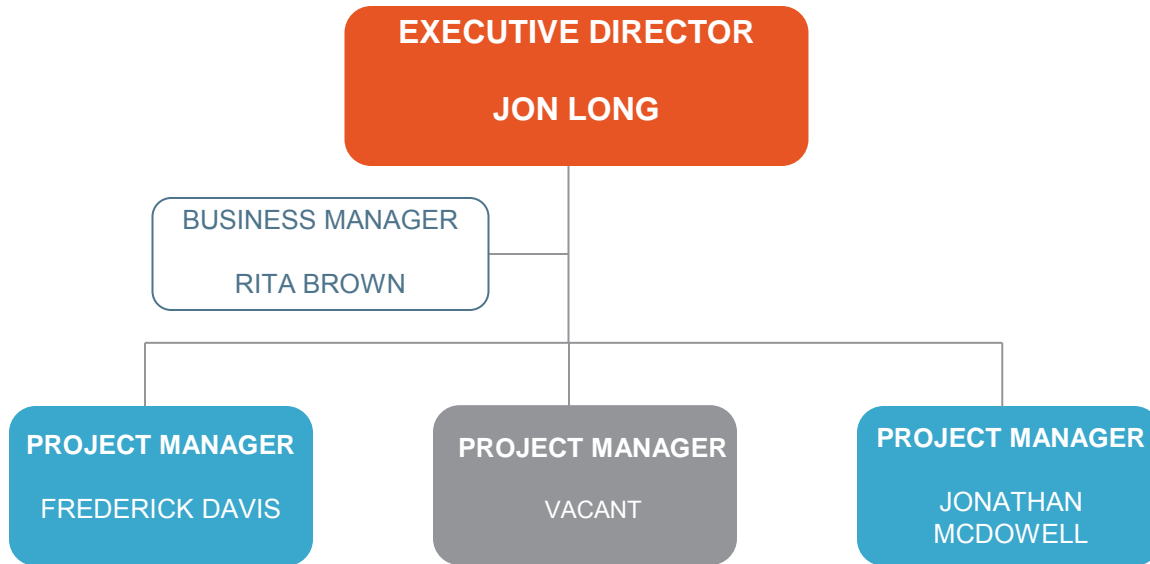 EXECUTIVE DIRECTOR
JON LONG
BUSINESS MANAGER
RITA BROWN
PROJECT MANAGER
FREDERICK DAVIS
PROJECT MANAGER
VACANT
PROJECT MANAGER
JONATHAN
MCDOWELL